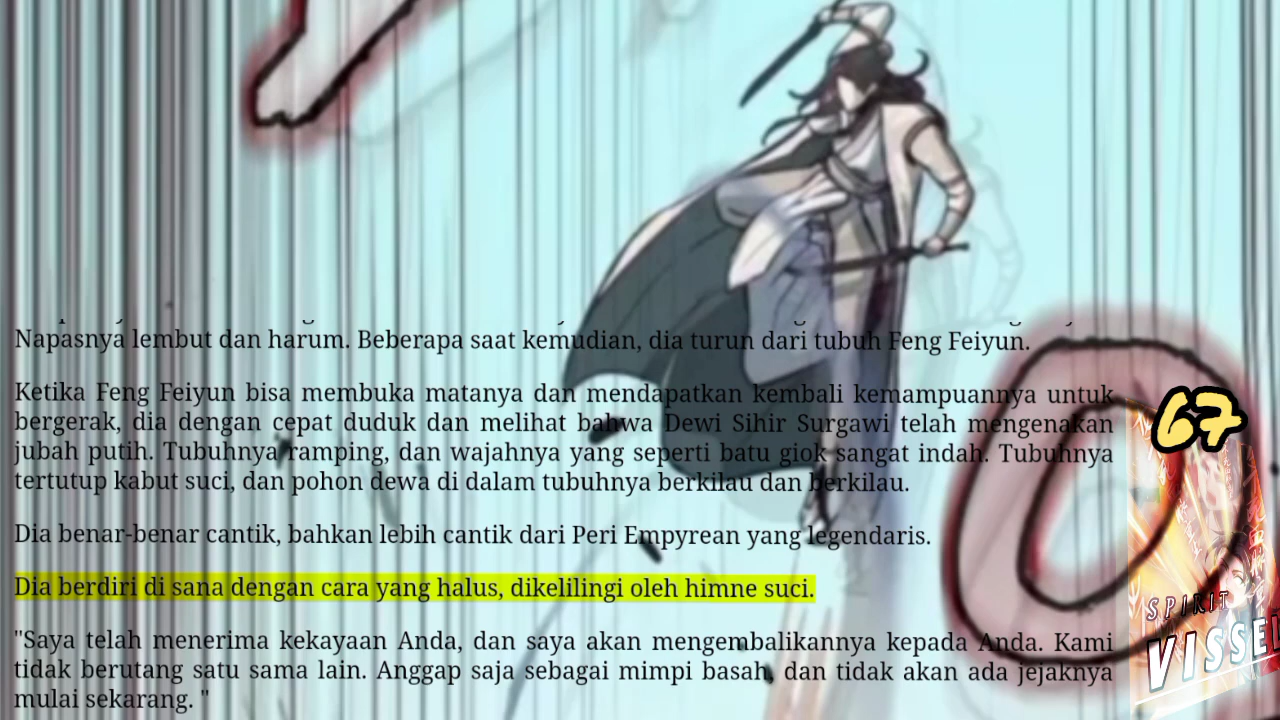 Napasnya lembut dan harum. Beberapa saat kemudian, dia turun dari tubuh Feng Feiyun.
Ketika Feng Feiyun bisa membuka matanya dan mendapatkan kembali kemampuannya untuk
bergerak, dia dengan cepat duduk dan melihat bahwa Dewi Sihir Surgawi telah mengenakan
jubah putih. Tubuhnya ramping, dan wajahnya yang seperti batu giok sangat indah. Tubuhnya
tertutup kabut suci, dan pohon dewa di dalam tubuhnya berkilau dan berkilau.
Dia benar-benar cantik, bahkan lebih cantik dari Peri Empyrean yang legendaris.
Dia berdiri di sana dengan cara yang halus, dikelilingi oleh himne suci.
"Saya telah menerima kekayaan Anda, dan saya akan mengembalikannya kepada Anda. Kami
tidak berutang satu sama lain. Anggap saja sebagai mimpi basah, dan tidak akan ada jejaknya
mulai sekarang. "
67
SPIRIT
VISSEL